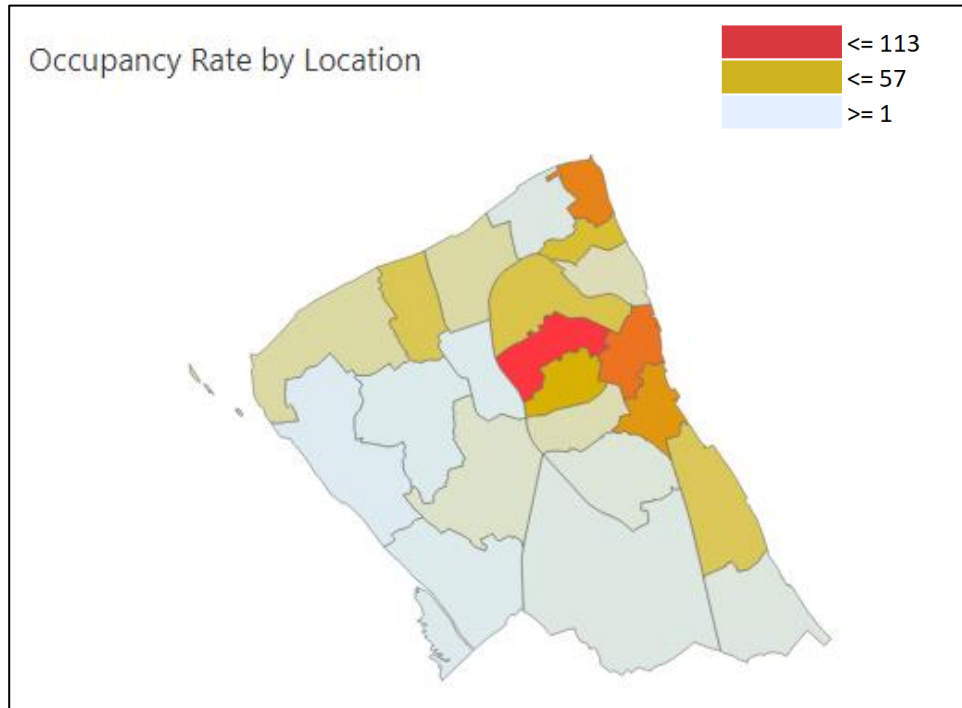 Occupancy Rate by Location
<= 113
<= 57
>= 1